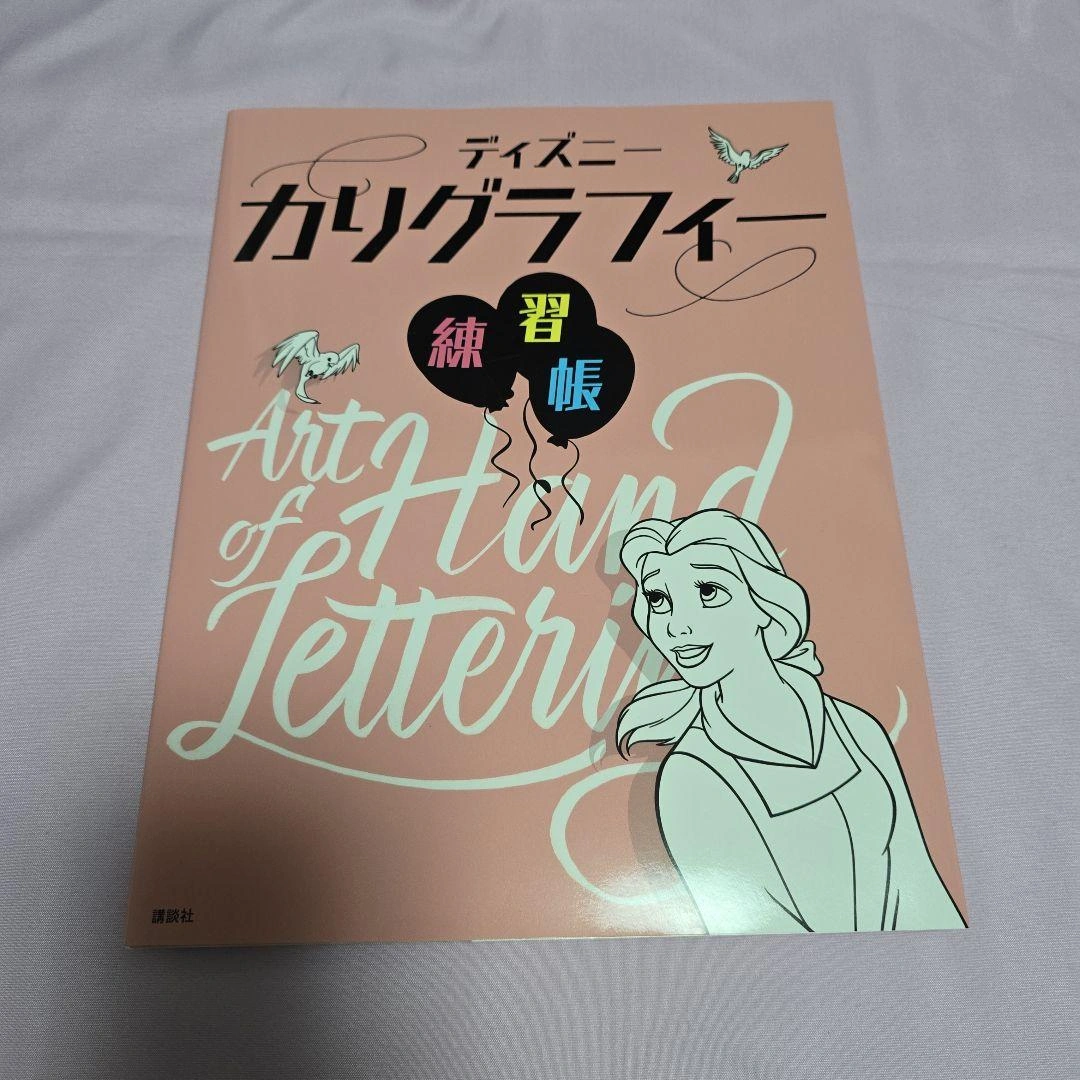 ディズニー
カリグラフィー
練習帳
Art
of Hand
Lettering
講談社